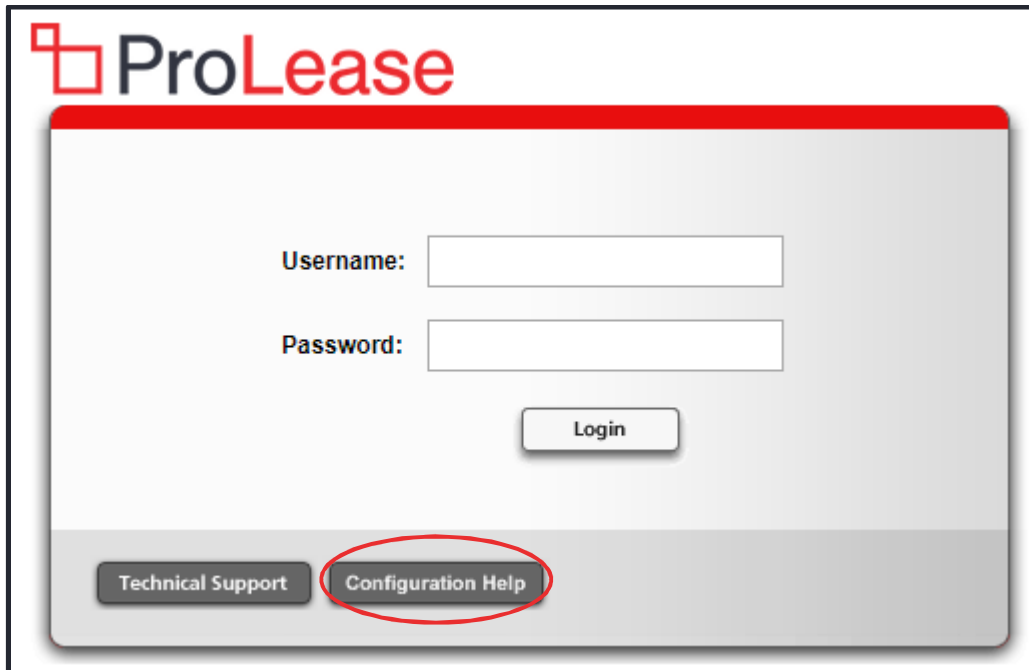 ProLease
Username:
Password:
Login
Technical Support Configuration Help